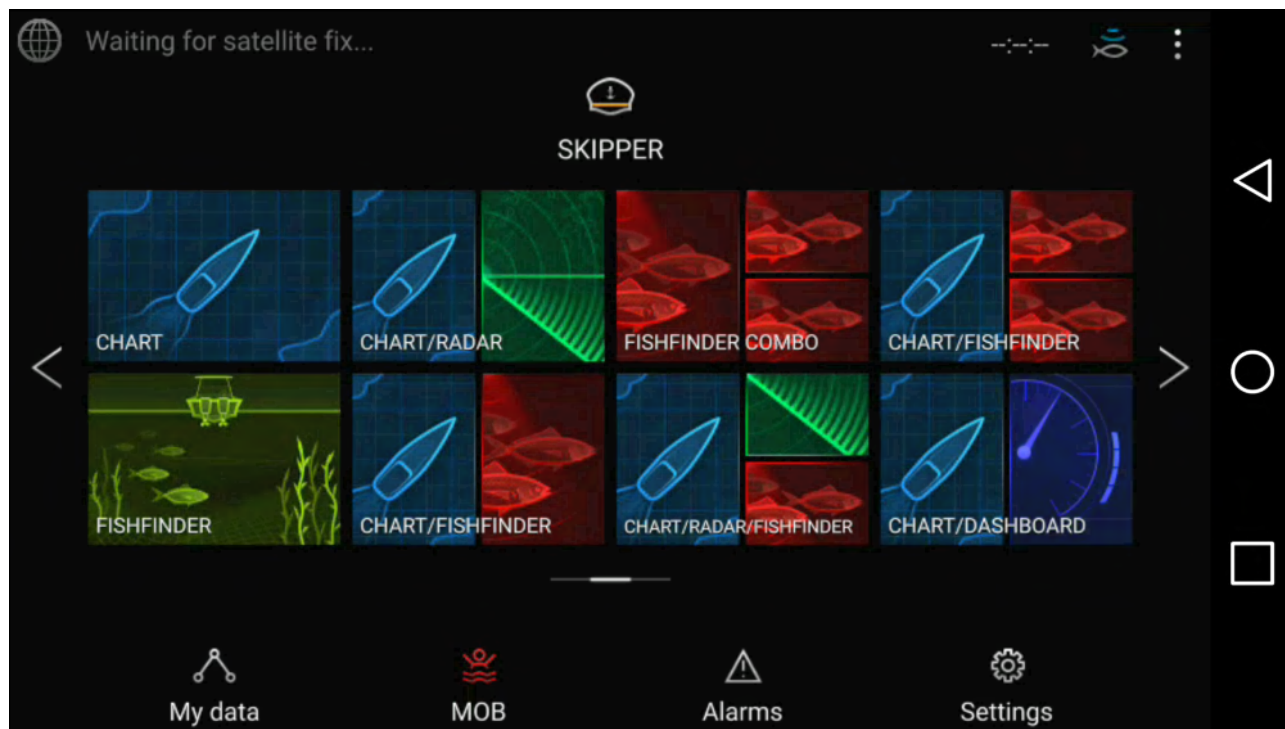 Waiting for satellite fix...
--:--:--
SKIPPER
CHART
CHART/RADAR
FISHFINDER COMBO
CHART/FISHFINDER
FISHFINDER
CHART/FISHFINDER
CHART/RADAR/FISHFINDER
CHART/DASHBOARD
My data
MOB
Alarms
Settings